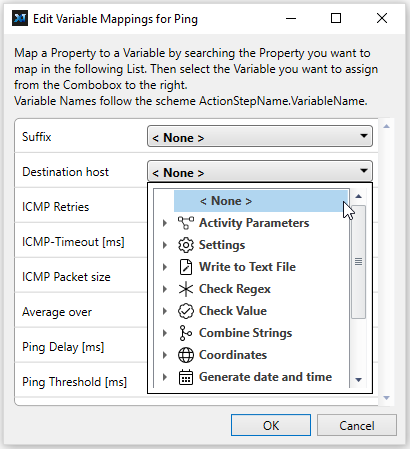 Edit Variable Mappings for Ping
Map a Property to a Variable by searching the Property you want to
map in the following List. Then select the Variable you want to assign
from the Combobox to the right.
Variable Names follow the scheme ActionStepName.VariableName.
Suffix
< None >
Destination host
< None >
< None >
ICMP Retries
Activity Parameters
ICMP-Timeout [ms]
Settings
Write to Text File
ICMP Packet size
Check Regex
Average over
Check Value
Combine Strings
Ping Delay [ms]
Coordinates
Ping Threshold [ms]
Generate date and time
OK
Cancel